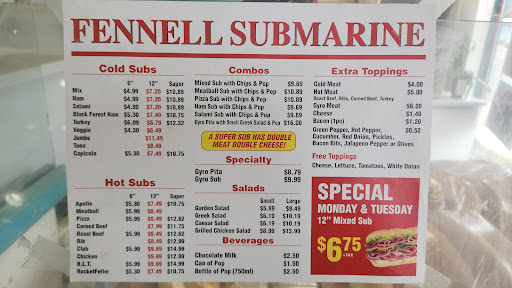 FENNELL SUBMARINE
Cold Subs
6" 12" Super
Mix $4.99 $7.20 $10.89
Ham $4.99 $7.20 $10.89
Salami $4.99 $7.20 $10.89
Black Forest Ham $5.30 $7.49 $10.75
Turkey $6.09 $8.79 $12.32
Veggie $4.30 $6.49
Jumbo $11.49
Tuna $8.49
Capicola $5.30 $7.49 $10.75
Hot Subs
6" 12" Super
Apollo $5.30 $7.49 $10.75
Meatball $5.99 $8.49
Pizza $5.99 $8.49 $12.62
Corned Beef $7.99 $11.75
Roast Beef $5.99 $8.49 $12.62
Rib $8.49 $12.99
Club $5.99 $9.69 $14.99
Chicken $9.69 $12.99
B.L.T. $5.99 $9.69 $14.99
RocketFeller $5.30 $7.49 $10.75
Combos
Mixed Sub with Chips & Pop $9.69
Meatball Sub with Chips & Pop $10.89
Pizza Sub with Chips & Pop $10.89
Ham Sub with Chips & Pop $9.69
Salami Sub with Chips & Pop $9.69
Gyro Pita with Small Greek Salad & Pop $16.00
A SUPER SUB HAS DOUBLE
MEAT DOUBLE CHEESE!
Specialty
Gyro Pita $8.79
Gyro Sub $9.99
Salads
Small Large
Garden Salad $5.69 $9.49
Greek Salad $6.19 $10.19
Caesar Salad $6.19 $10.19
Grilled Chicken Salad $8.99 $13.99
Beverages
Chocolate Milk $2.50
Can of Pop $1.50
Bottle of Pop (750ml) $2.50
Extra Toppings
Cold Meat $4.00
Hot Meat $5.00
Roast Beef, Ribs, Corned Beef, Turkey
Gyro Meat $6.00
Cheese $1.40
Bacon (1pc) $1.20
Green Pepper, Hot Pepper, $0.50
Cucumber, Red Onion, Pickles,
Bacon Bits, Jalapeno Pepper or Olives
Free Toppings
Cheese, Lettuce, Tomatoes, White Onion
SPECIAL
MONDAY & TUESDAY
12" Mixed Sub
$6.75
+TAX